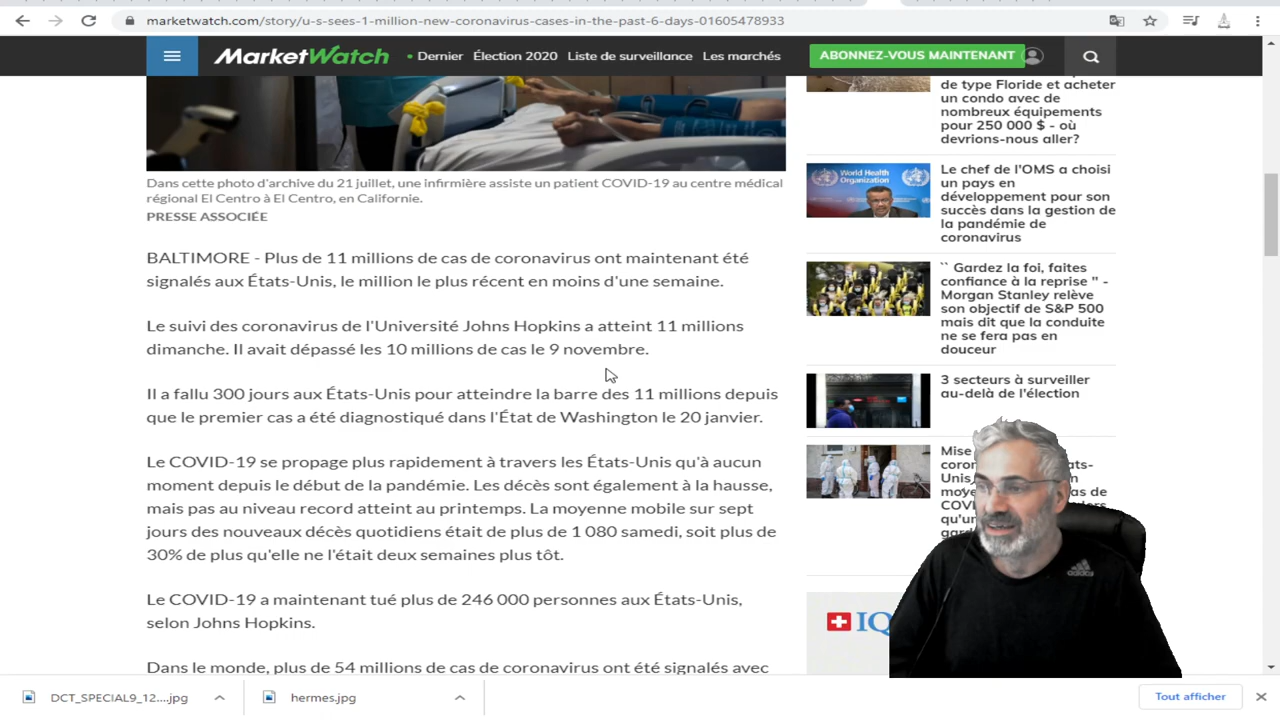 marketwatch.com/story/u-s-sees-1-million-new-coronavirus-cases-in-the-past-6-days-01605478933
MarketWatch
• Dernier Élection 2020 Liste de surveillance Les marchés
ABONNEZ-VOUS MAINTENANT
Dans cette photo d'archive du 21 juillet, une infirmière assiste un patient COVID-19 au centre médical
régional El Centro à El Centro, en Californie.
PRESSE ASSOCIÉE
BALTIMORE - Plus de 11 millions de cas de coronavirus ont maintenant été
signalés aux États-Unis, le million le plus récent en moins d'une semaine.
Le suivi des coronavirus de l'Université Johns Hopkins a atteint 11 millions
dimanche. Il avait dépassé les 10 millions de cas le 9 novembre.
Il a fallu 300 jours aux États-Unis pour atteindre la barre des 11 millions depuis
que le premier cas a été diagnostiqué dans l'État de Washington le 20 janvier.
Le COVID-19 se propage plus rapidement à travers les États-Unis qu'à aucun
moment depuis le début de la pandémie. Les décès sont également à la hausse,
mais pas au niveau record atteint au printemps. La moyenne mobile sur sept
jours des nouveaux décès quotidiens était de plus de 1 080 samedi, soit plus de
30% de plus qu'elle ne l'était deux semaines plus tôt.
Le COVID-19 a maintenant tué plus de 246 000 personnes aux États-Unis,
selon Johns Hopkins.
Dans le monde, plus de 54 millions de cas de coronavirus ont été signalés avec
de type Floride et acheter
un condo avec de
nombreux équipements
pour 250 000 $ - où
devrions-nous aller?
World Health
Organization
Le chef de l'OMS a choisi
un pays en
développement pour son
succès dans la gestion de
la pandémie de
coronavirus
`` Gardez la foi, faites
confiance à la reprise '' -
Morgan Stanley relève
son objectif de S&P 500
mais dit que la conduite
ne se fera pas en
douceur
3 secteurs à surveiller
au-delà de l'élection
Mise
coron
Unis,
moy
COVI
qu'un
IQ
adidas
DCT_SPECIAL9_12....jpg
hermes.jpg
Tout afficher